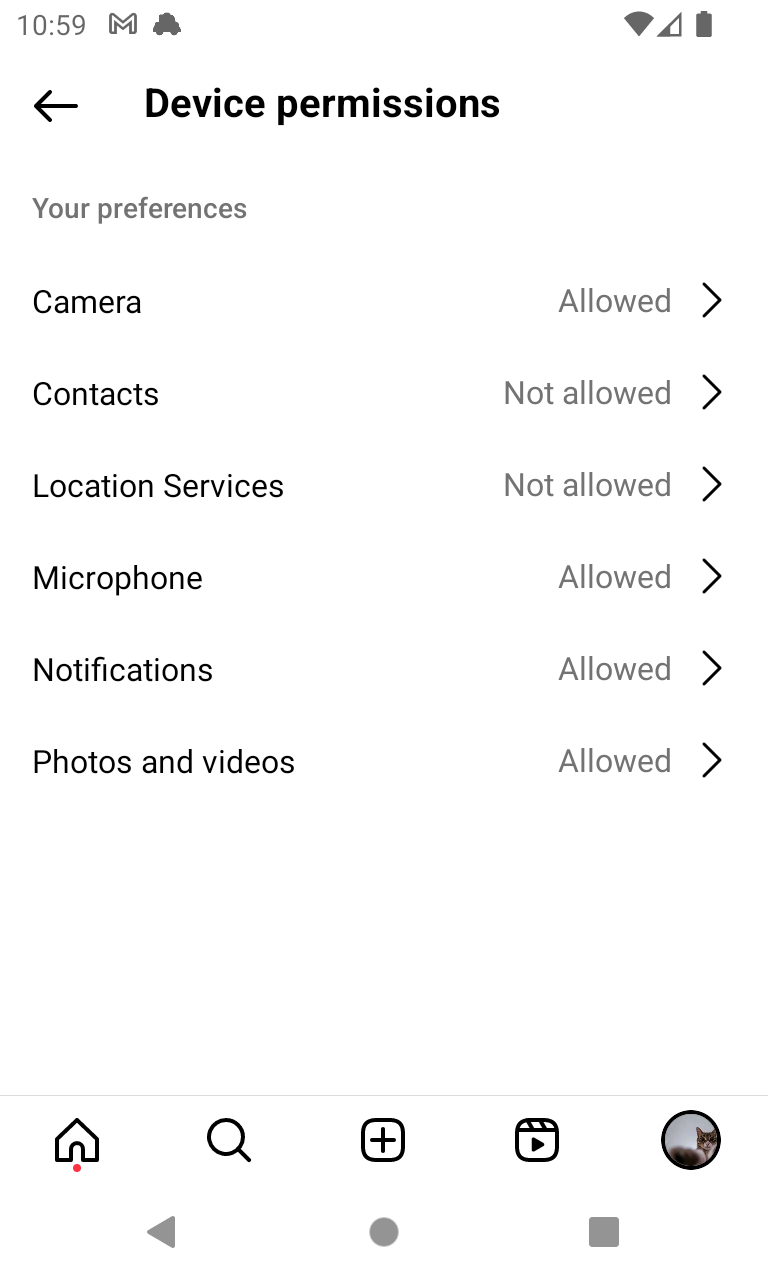 10:59
Device permissions
Your preferences
Camera Allowed
Contacts Not allowed
Location Services Not allowed
Microphone Allowed
Notifications Allowed
Photos and videos Allowed